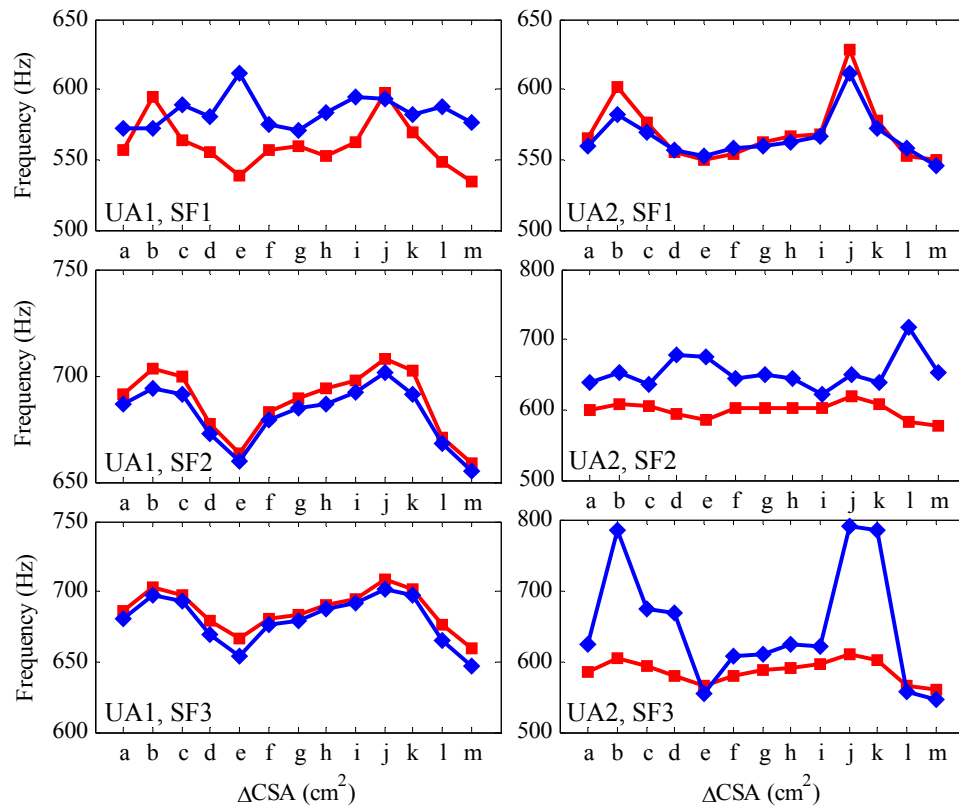 650
600
550
500
Frequency (Hz)
UA1, SF1
a b c d e f g h i j k l m
650
600
550
500
UA2, SF1
a b c d e f g h i j k l m
750
700
650
Frequency (Hz)
UA1, SF2
a b c d e f g h i j k l m
800
700
600
500
UA2, SF2
a b c d e f g h i j k l m
750
700
650
600
Frequency (Hz)
UA1, SF3
a b c d e f g h i j k l m
ΔCSA (cm²)
800
700
600
500
UA2, SF3
a b c d e f g h i j k l m
ΔCSA (cm²)